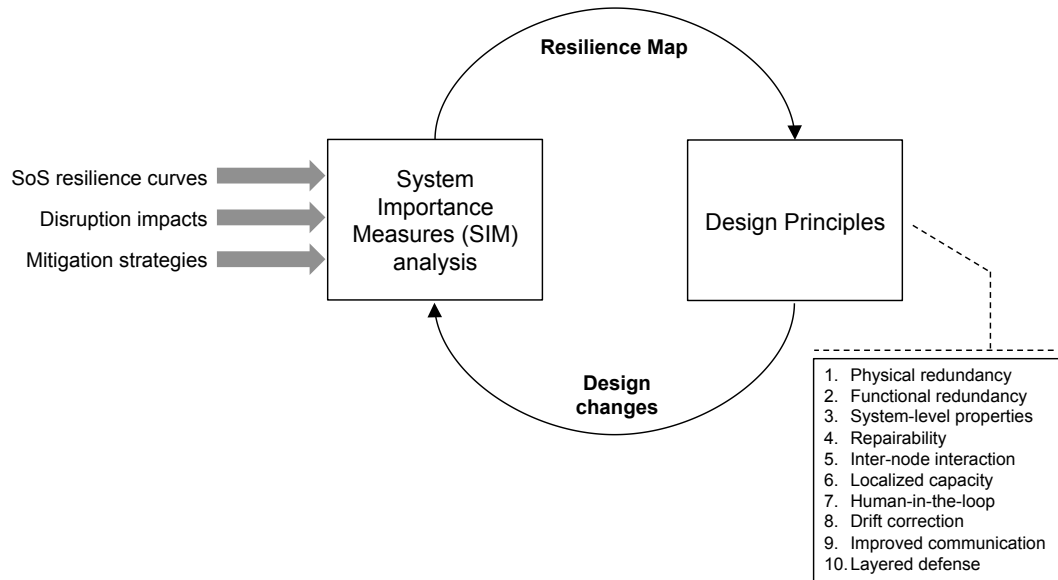 Resilience Map
SoS resilience curves
Disruption impacts
Mitigation strategies
System
Importance
Measures (SIM)
analysis
Design Principles
Design
changes
1. Physical redundancy
2. Functional redundancy
3. System-level properties
4. Repairability
5. Inter-node interaction
6. Localized capacity
7. Human-in-the-loop
8. Drift correction
9. Improved communication
10. Layered defense